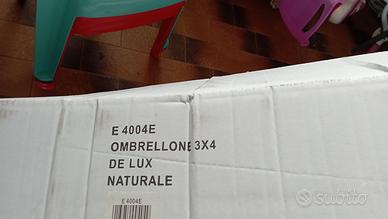 E 4004E
OMBRELLONE 3X4
DE LUX
NATURALE
E 4004E
subito